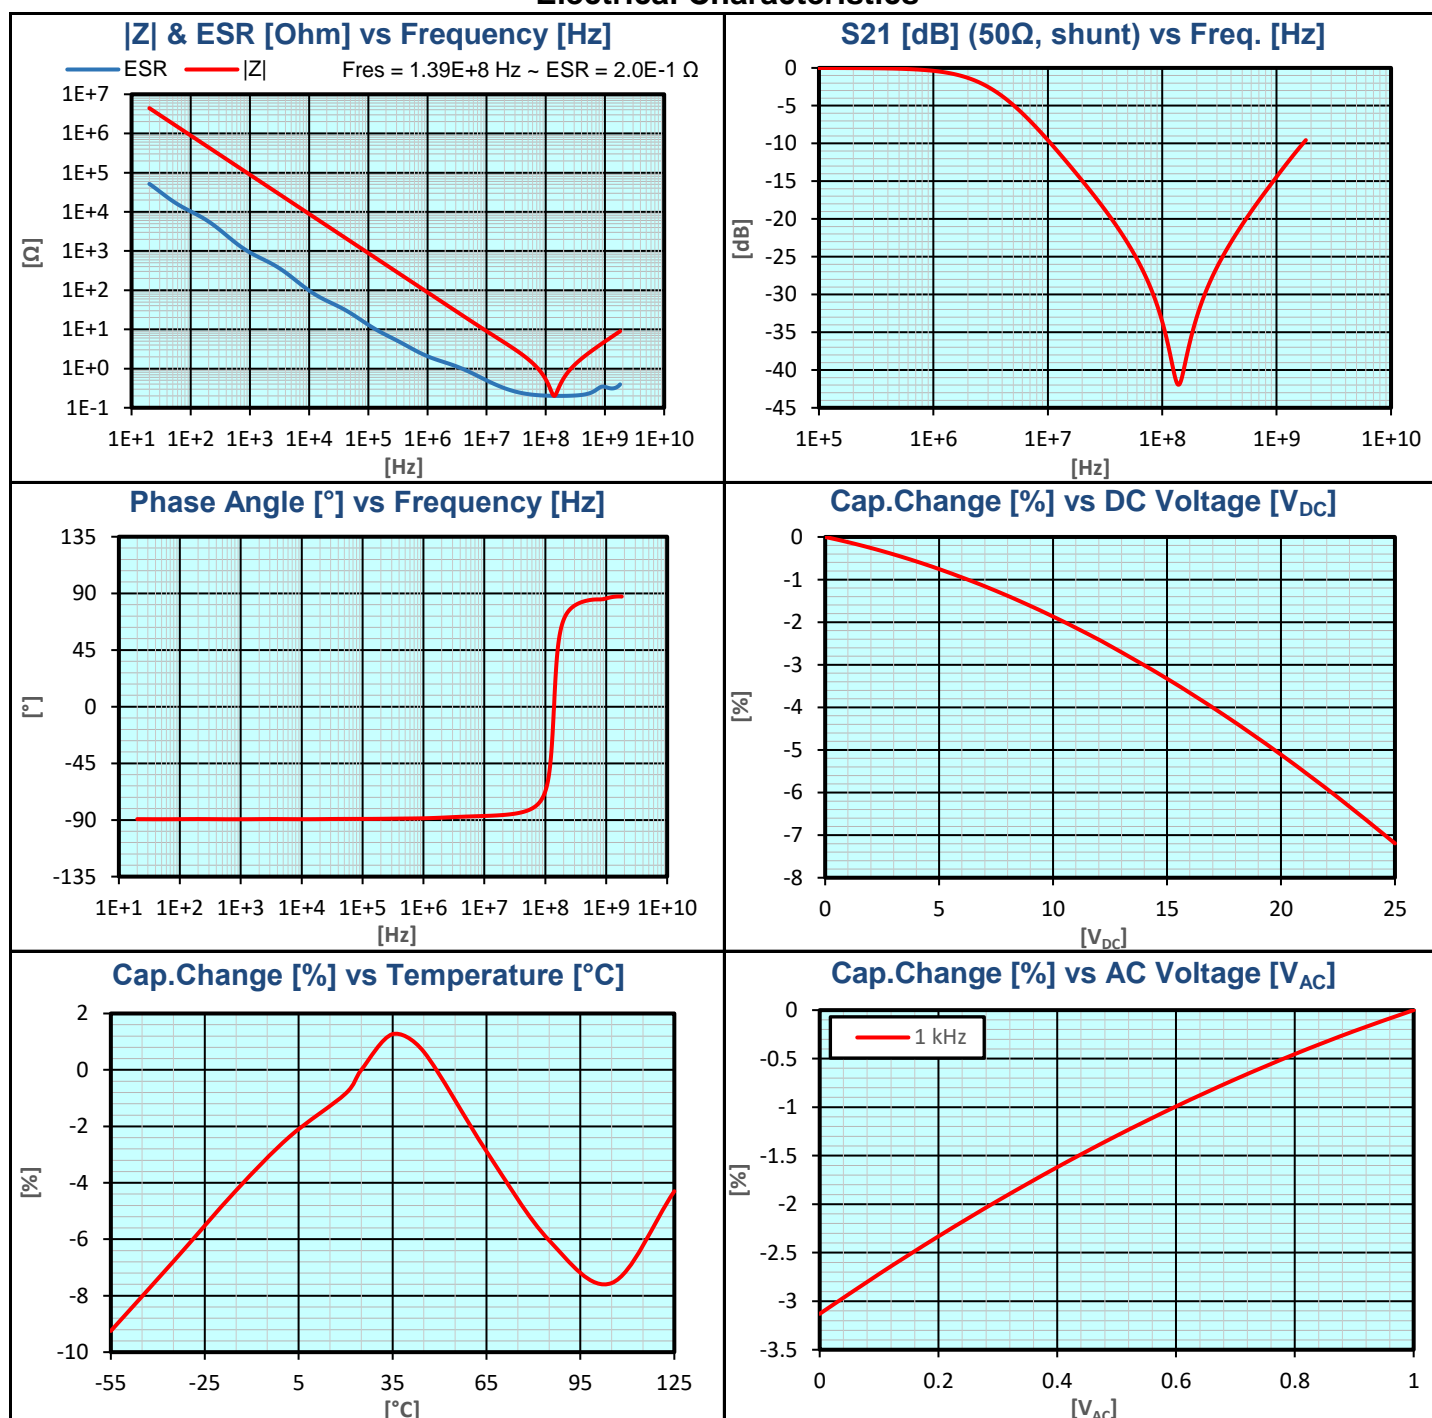 Electrical Characteristics
|Z| & ESR [Ohm] vs Frequency [Hz]
ESR |Z| Fres = 1.39E+8 Hz ~ ESR = 2.0E-1 Ω
1E+7
1E+6
1E+5
1E+4
1E+3
1E+2
1E+1
1E+0
1E-1
[Ω]
1E+1 1E+2 1E+3 1E+4 1E+5 1E+6 1E+7 1E+8 1E+9 1E+10
[Hz]
S21 [dB] (50Ω, shunt) vs Freq. [Hz]
0
-5
-10
-15
-20
-25
-30
-35
-40
-45
[dB]
1E+5 1E+6 1E+7 1E+8 1E+9 1E+10
[Hz]
Phase Angle [°] vs Frequency [Hz]
135
90
45
0
-45
-90
-135
[°]
1E+1 1E+2 1E+3 1E+4 1E+5 1E+6 1E+7 1E+8 1E+9 1E+10
[Hz]
Cap.Change [%] vs DC Voltage [VDC]
0
-1
-2
-3
-4
-5
-6
-7
-8
[%]
0 5 10 15 20 25
[VDC]
Cap.Change [%] vs Temperature [°C]
2
0
-2
-4
-6
-8
-10
[%]
-55 -25 5 35 65 95 125
[°C]
Cap.Change [%] vs AC Voltage [VAC]
1 kHz
0
-0.5
-1
-1.5
-2
-2.5
-3
-3.5
[%]
0 0.2 0.4 0.6 0.8 1
[VAC]